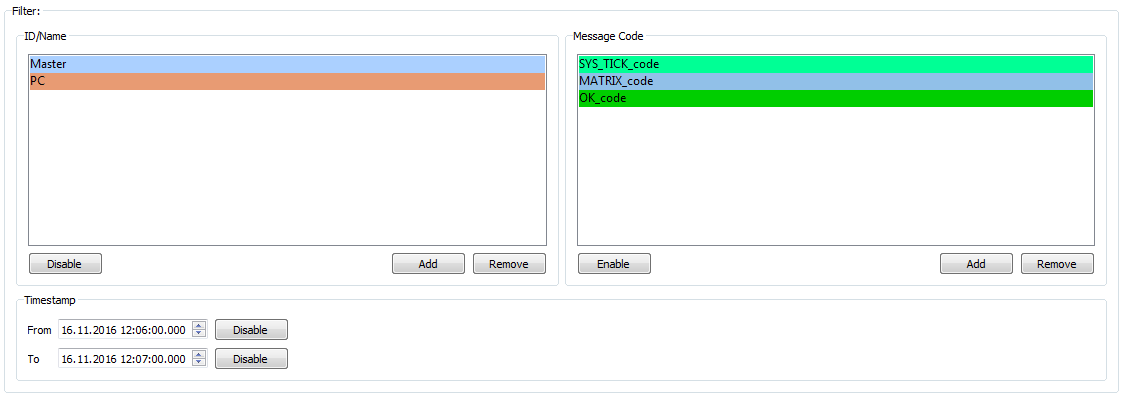 Filter:
ID/Name
Master
PC
Disable
Add
Remove
Message Code
SYS_TICK_code
MATRIX_code
OK_code
Enable
Add
Remove
Timestamp
From 16.11.2016 12:06:00.000 Disable
To 16.11.2016 12:07:00.000 Disable